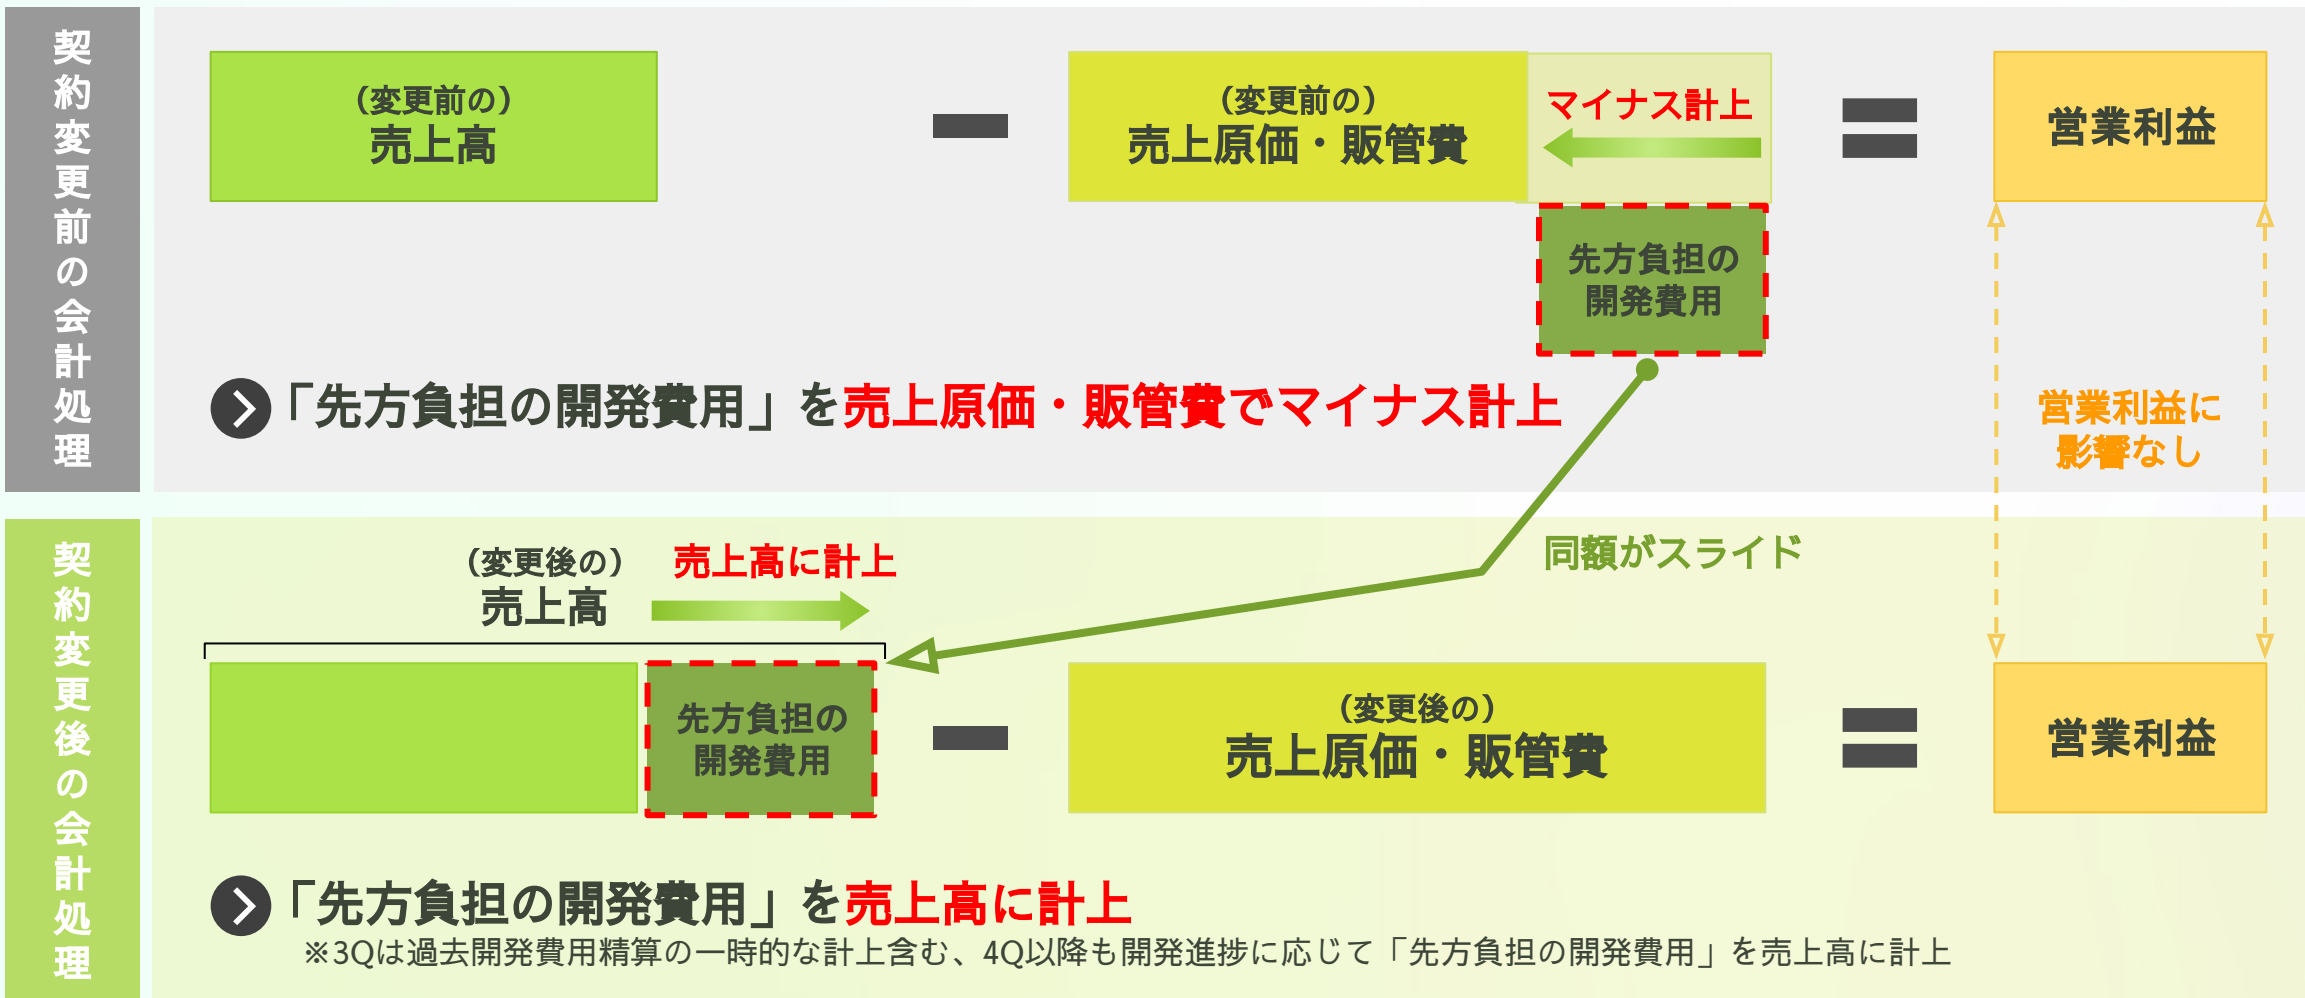 契約変更前の会計処理
（変更前の）
売上高
（変更前の）
売上原価・販管費
マイナス計上
営業利益
先方負担の
開発費用
「先方負担の開発費用」を売上原価・販管費でマイナス計上
営業利益に
影響なし
契約変更後の会計処理
（変更後の）
売上高
売上高に計上
同額がスライド
先方負担の
開発費用
（変更後の）
売上原価・販管費
営業利益
「先方負担の開発費用」を売上高に計上
※3Qは過去開発費用精算の一時的な計上含む、4Q以降も開発進捗に応じて「先方負担の開発費用」を売上高に計上